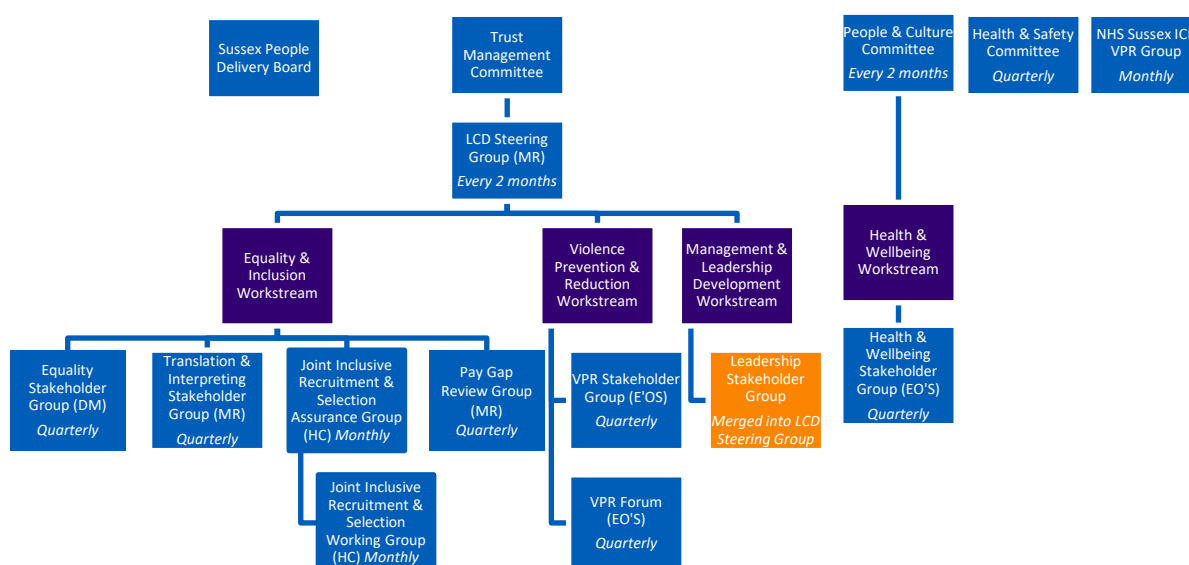 Sussex People
Delivery Board
Trust
Management
Committee
People & Culture
Committee
Every 2 months
Health & Safety
Committee
Quarterly
NHS Sussex IC
VPR Group
Monthly
LCD Steering
Group (MR)
Every 2 months
Equality &
Inclusion
Workstream
Violence
Prevention &
Reduction
Workstream
Management &
Leadership
Development
Workstream
Health &
Wellbeing
Workstream
Equality
Stakeholder
Group (DM)
Quarterly
Translation &
Interpreting
Stakeholder
Group (MR)
Quarterly
Joint Inclusive
Recruitment &
Selection
Assurance Group
(HC) Monthly
Pay Gap
Review Group
(MR)
Quarterly
VPR Stakeholder
Group (E'OS)
Quarterly
Leadership
Stakeholder
Group
Merged into LCD
Steering Group
Health &
Wellbeing
Stakeholder
Group (EO'S)
Quarterly
Joint Inclusive
Recruitment &
Selection
Working Group
(HC) Monthly
VPR Forum
(EO'S)
Quarterly